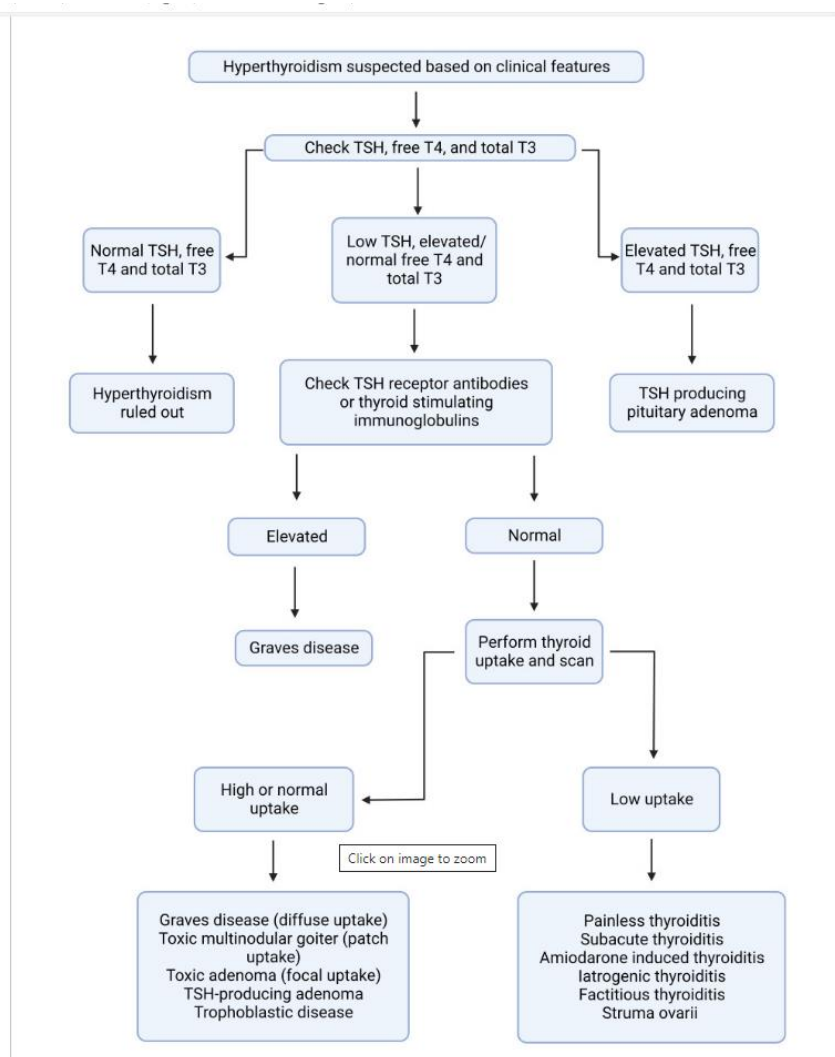 Hyperthyroidism suspected based on clinical features
Check TSH, free T4, and total T3
Normal TSH, free
T4 and total T3
Low TSH, elevated/
normal free T4 and
total T3
Elevated TSH, free
T4 and total T3
Hyperthyroidism
ruled out
Check TSH receptor antibodies
or thyroid stimulating
immunoglobulins
TSH producing
pituitary adenoma
Elevated
Normal
Graves disease
Perform thyroid
uptake and scan
High or normal
uptake
Low uptake
Click on image to zoom
Graves disease (diffuse uptake)
Toxic multinodular goiter (patch
uptake)
Toxic adenoma (focal uptake)
TSH-producing adenoma
Trophoblastic disease
Painless thyroiditis
Subacute thyroiditis
Amiodarone induced thyroiditis
Iatrogenic thyroiditis
Factitious thyroiditis
Struma ovarii